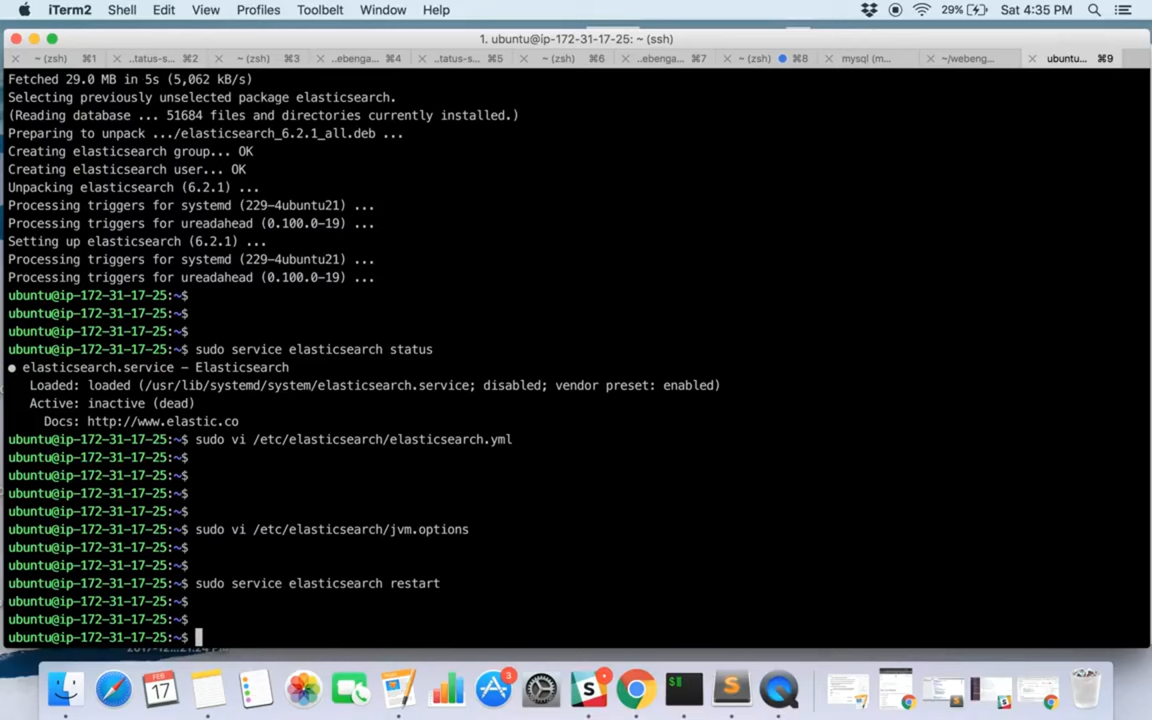 iTerm2 Shell Edit View Profiles Toolbelt Window Help 29% Sat 4:35 PM
1. ubuntu@ip-172-31-17-25: ~ (ssh)
~ (zsh) ⌘1 ..tatus-s... ⌘2 ~ (zsh) ⌘3 ..ebenga... ⌘4 ..tatus-s... ⌘5 ~ (zsh) ⌘6 ..ebenga... ⌘7 ~ (zsh) ⌘8 mysql (m... ~/webeng... ubuntu... ⌘9
Fetched 29.0 MB in 5s (5,062 kB/s)
Selecting previously unselected package elasticsearch.
(Reading database ... 51684 files and directories currently installed.)
Preparing to unpack .../elasticsearch_6.2.1_all.deb ...
Creating elasticsearch group... OK
Creating elasticsearch user... OK
Unpacking elasticsearch (6.2.1) ...
Processing triggers for systemd (229-4ubuntu21) ...
Processing triggers for ureadahead (0.100.0-19) ...
Setting up elasticsearch (6.2.1) ...
Processing triggers for systemd (229-4ubuntu21) ...
Processing triggers for ureadahead (0.100.0-19) ...
ubuntu@ip-172-31-17-25:~$
ubuntu@ip-172-31-17-25:~$
ubuntu@ip-172-31-17-25:~$
ubuntu@ip-172-31-17-25:~$ sudo service elasticsearch status
● elasticsearch.service - Elasticsearch
Loaded: loaded (/usr/lib/systemd/system/elasticsearch.service; disabled; vendor preset: enabled)
Active: inactive (dead)
Docs: http://www.elastic.co
ubuntu@ip-172-31-17-25:~$ sudo vi /etc/elasticsearch/elasticsearch.yml
ubuntu@ip-172-31-17-25:~$
ubuntu@ip-172-31-17-25:~$
ubuntu@ip-172-31-17-25:~$
ubuntu@ip-172-31-17-25:~$
ubuntu@ip-172-31-17-25:~$ sudo vi /etc/elasticsearch/jvm.options
ubuntu@ip-172-31-17-25:~$
ubuntu@ip-172-31-17-25:~$
ubuntu@ip-172-31-17-25:~$ sudo service elasticsearch restart
ubuntu@ip-172-31-17-25:~$
ubuntu@ip-172-31-17-25:~$
ubuntu@ip-172-31-17-25:~$
FEB
17
3